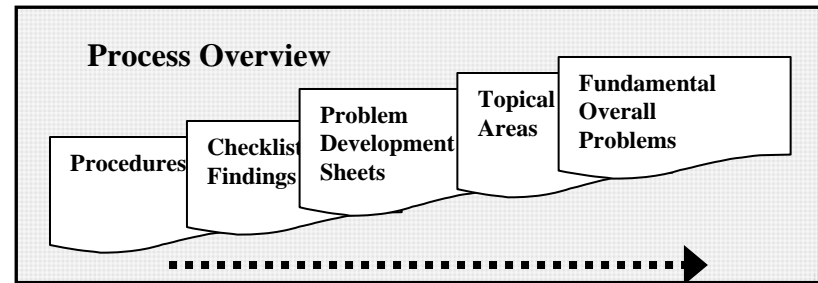 Process Overview
Procedures
Checklist
Findings
Problem
Development
Sheets
Topical
Areas
Fundamental
Overall
Problems